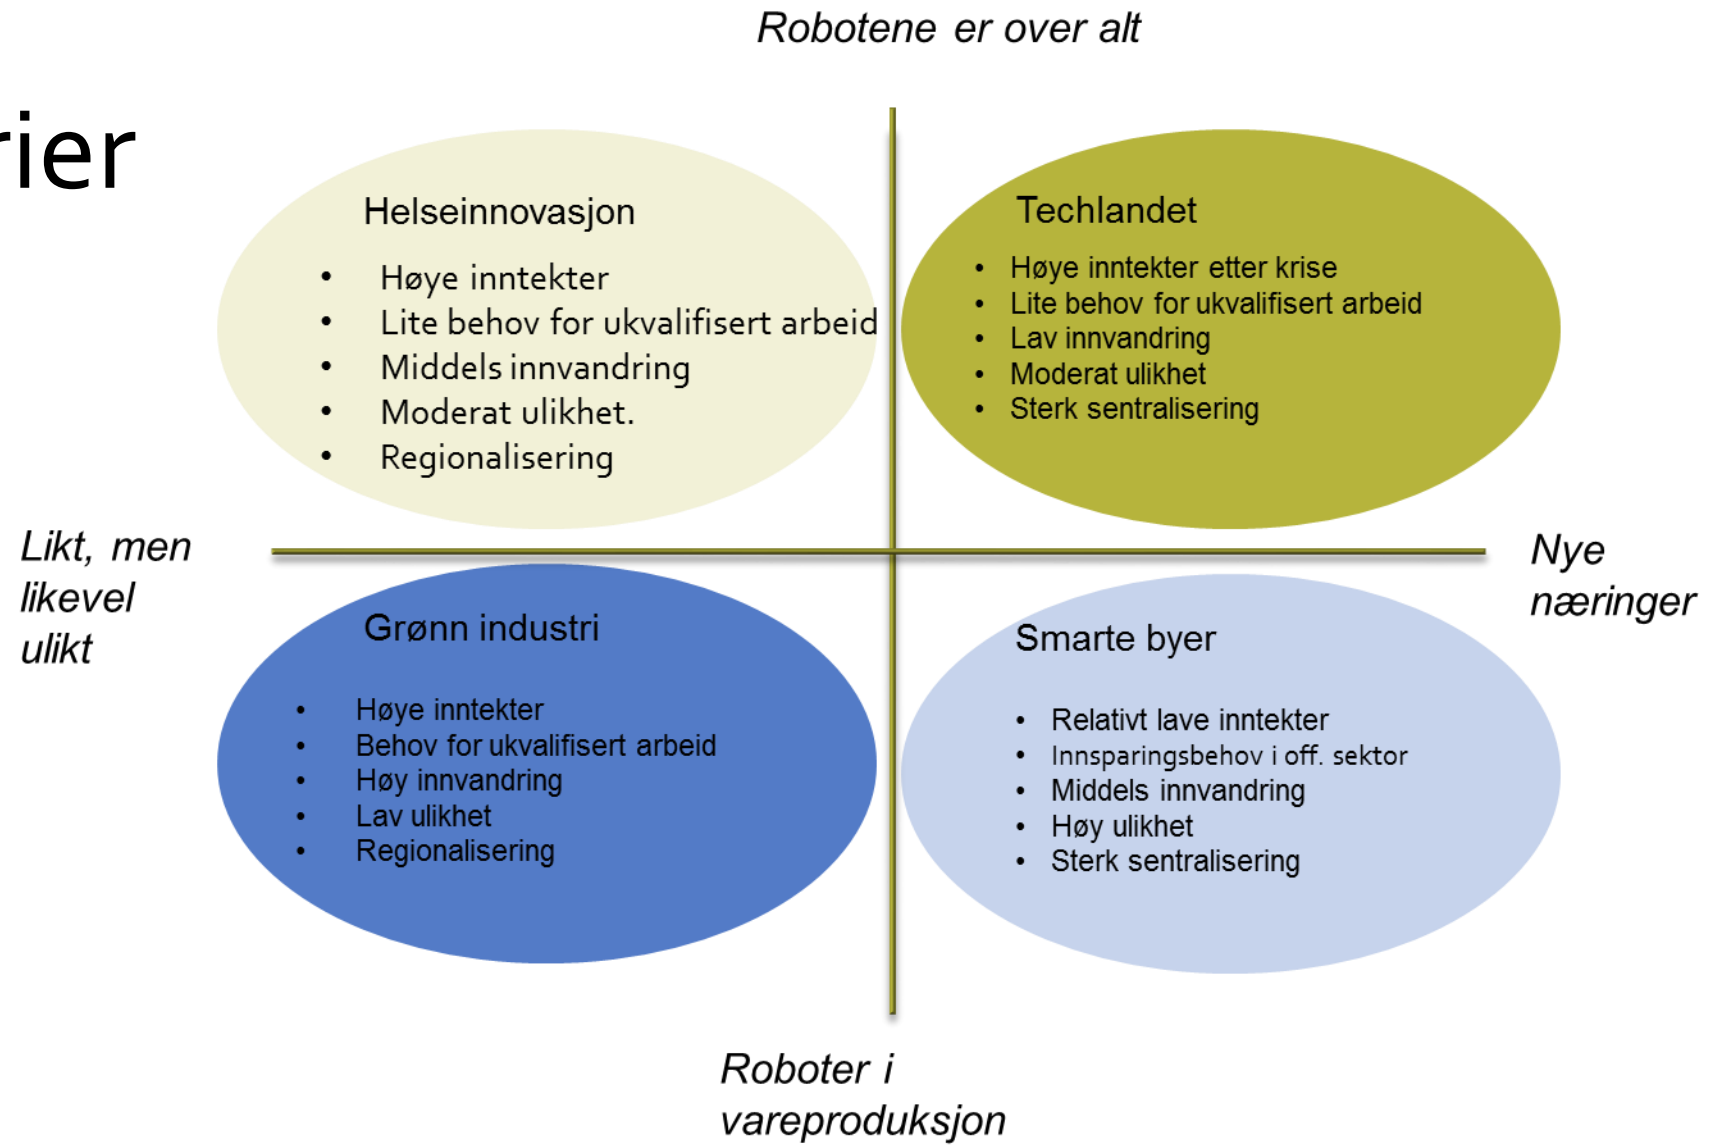 Robotene er over alt
rier
Helseinnovasjon
• Høye inntekter
• Lite behov for ukvalifisert arbeid
• Middels innvandring
• Moderat ulikhet.
• Regionalisering
Techlandet
• Høye inntekter etter krise
• Lite behov for ukvalifisert arbeid
• Lav innvandring
• Moderat ulikhet
• Sterk sentralisering
Likt, men
likevel
ulikt
Nye
næringer
Grønn industri
• Høye inntekter
• Behov for ukvalifisert arbeid
• Høy innvandring
• Lav ulikhet
• Regionalisering
Smarte byer
• Relativt lave inntekter
• Innsparingsbehov i off. sektor
• Middels innvandring
• Høy ulikhet
• Sterk sentralisering
Roboter i
vareproduksjon